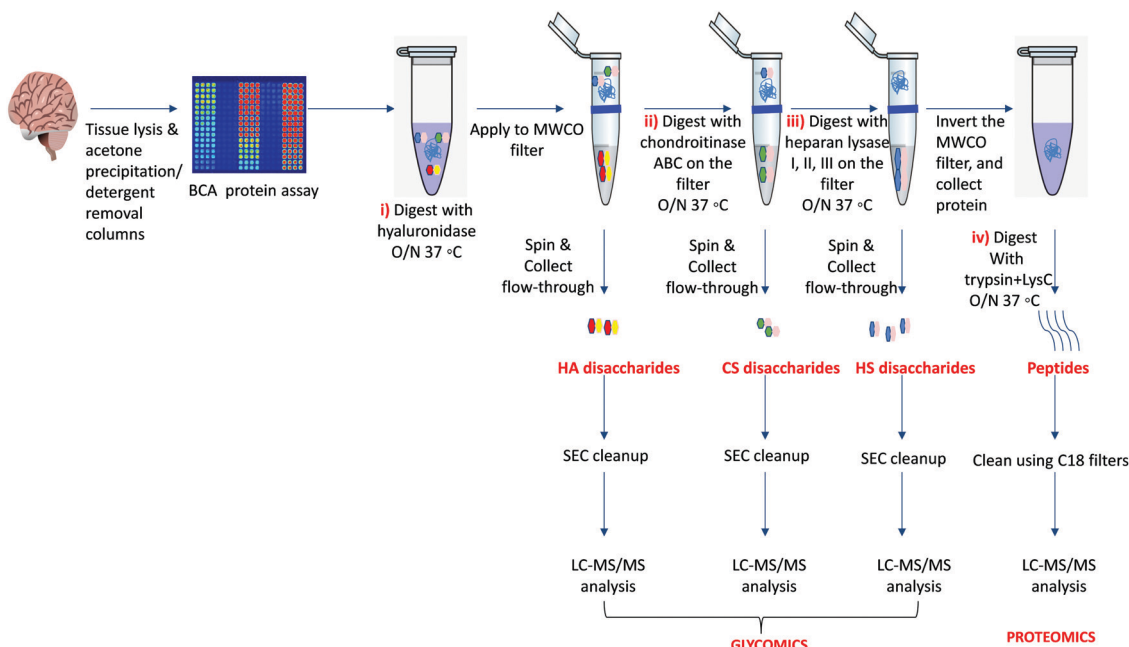 Tissue lysis &
acetone
precipitation/
detergent
removal
columns
BCA protein assay
i) Digest with
hyaluronidase
O/N 37 ◦C
Apply to MWCO
filter
ii) Digest with
chondroitinase
ABC on the
filter
O/N 37 ◦C
iii) Digest with
heparan lysase
I, II, III on the
filter
O/N 37 ◦C
Invert the
MWCO
filter, and
collect
protein
Spin &
Collect
flow-through
Spin &
Collect
flow-through
Spin &
Collect
flow-through
iv) Digest
With
trypsin+LysC
O/N 37 ◦C
HA disaccharides
CS disaccharides
HS disaccharides
Peptides
SEC cleanup
SEC cleanup
SEC cleanup
Clean using C18 filters
LC-MS/MS
analysis
LC-MS/MS
analysis
LC-MS/MS
analysis
LC-MS/MS
analysis
GLYCOMICS
PROTEOMICS